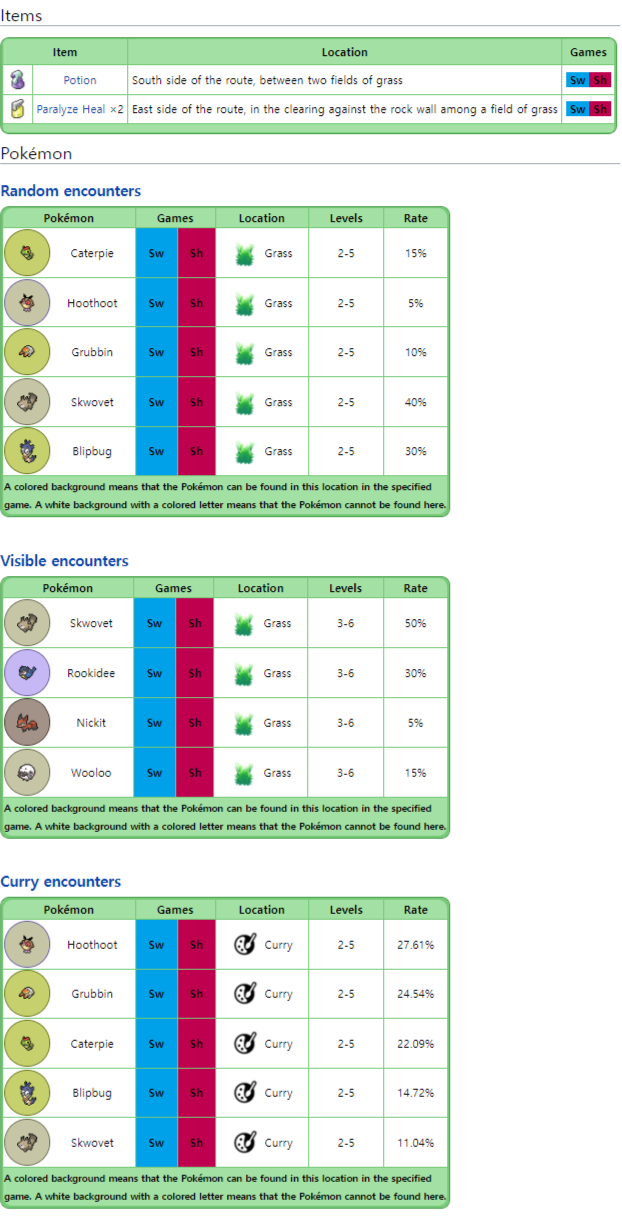 Items
Item Location Games
Potion South side of the route, between two fields of grass Sw Sh
Paralyze Heal ×2 East side of the route, in the clearing against the rock wall among a field of grass Sw Sh
Pokémon
Random encounters
Pokémon Games Location Levels Rate
Caterpie Sw Sh Grass 2-5 15%
Hoothoot Sw Sh Grass 2-5 5%
Grubbin Sw Sh Grass 2-5 10%
Skwovet Sw Sh Grass 2-5 40%
Blipbug Sw Sh Grass 2-5 30%
A colored background means that the Pokémon can be found in this location in the specified
game. A white background with a colored letter means that the Pokémon cannot be found here.
Visible encounters
Pokémon Games Location Levels Rate
Skwovet Sw Sh Grass 3-6 50%
Rookidee Sw Sh Grass 3-6 30%
Nickit Sw Sh Grass 3-6 5%
Wooloo Sw Sh Grass 3-6 15%
A colored background means that the Pokémon can be found in this location in the specified
game. A white background with a colored letter means that the Pokémon cannot be found here.
Curry encounters
Pokémon Games Location Levels Rate
Hoothoot Sw Sh Curry 2-5 27.61%
Grubbin Sw Sh Curry 2-5 24.54%
Caterpie Sw Sh Curry 2-5 22.09%
Blipbug Sw Sh Curry 2-5 14.72%
Skwovet Sw Sh Curry 2-5 11.04%
A colored background means that the Pokémon can be found in this location in the specified
game. A white background with a colored letter means that the Pokémon cannot be found here.